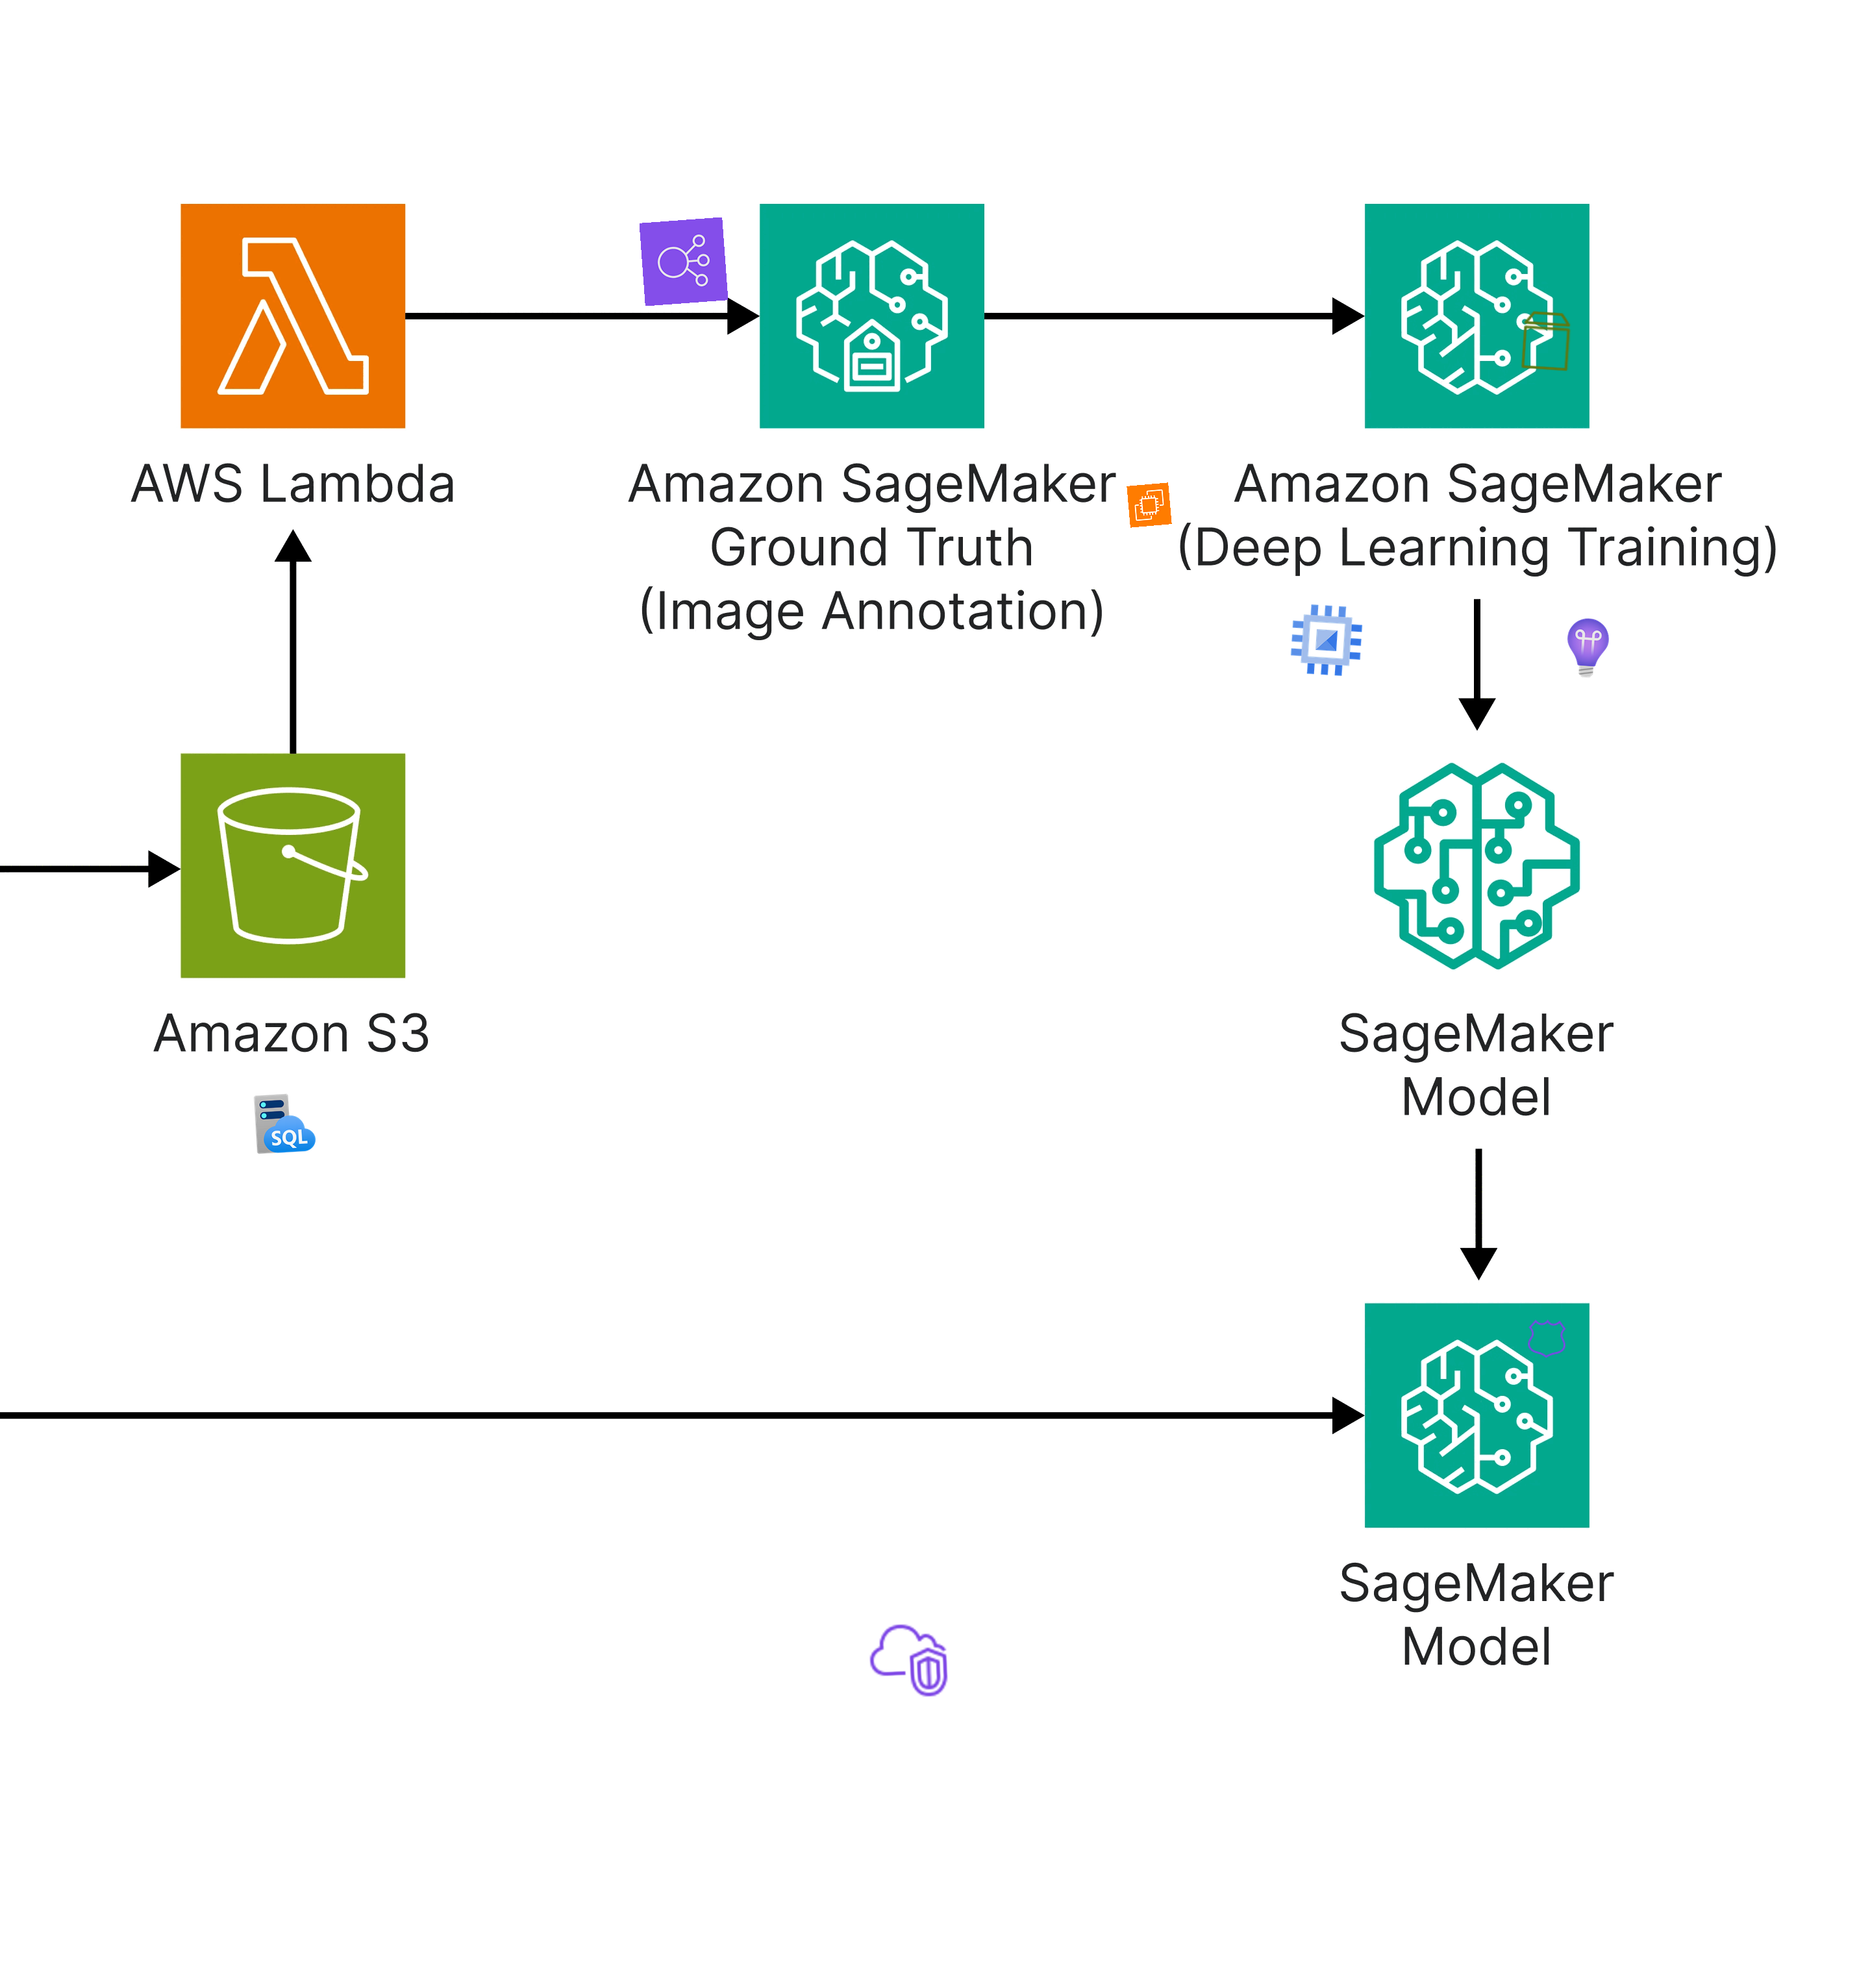 AWS Lambda
Amazon SageMaker
Ground Truth
(Image Annotation)
Amazon SageMaker
(Deep Learning Training)
Amazon S3
SQL
SageMaker
Model
SageMaker
Model